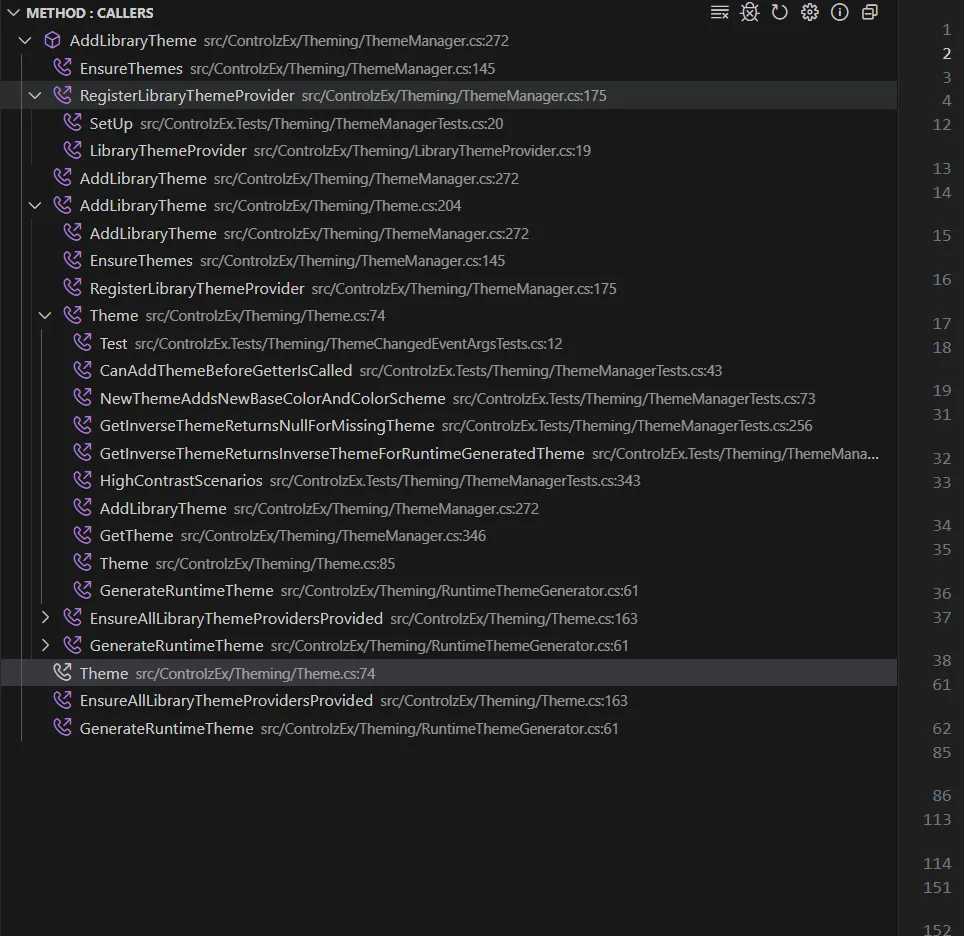 METHOD : CALLERS
AddLibraryTheme src/ControlzEx/Theming/ThemeManager.cs:272
EnsureThemes src/ControlzEx/Theming/ThemeManager.cs:145
RegisterLibraryThemeProvider src/ControlzEx/Theming/ThemeManager.cs:175
SetUp src/ControlzEx.Tests/Theming/ThemeManagerTests.cs:20
LibraryThemeProvider src/ControlzEx/Theming/LibraryThemeProvider.cs:19
AddLibraryTheme src/ControlzEx/Theming/ThemeManager.cs:272
AddLibraryTheme src/ControlzEx/Theming/Theme.cs:204
AddLibraryTheme src/ControlzEx/Theming/ThemeManager.cs:272
EnsureThemes src/ControlzEx/Theming/ThemeManager.cs:145
RegisterLibraryThemeProvider src/ControlzEx/Theming/ThemeManager.cs:175
Theme src/ControlzEx/Theming/Theme.cs:74
Test src/ControlzEx.Tests/Theming/ThemeChangedEventArgsTests.cs:12
CanAddThemeBeforeGetterIsCalled src/ControlzEx.Tests/Theming/ThemeManagerTests.cs:43
NewThemeAddsNewBaseColorAndColorScheme src/ControlzEx.Tests/Theming/ThemeManagerTests.cs:73
GetInverseThemeReturnsNullForMissingTheme src/ControlzEx.Tests/Theming/ThemeManagerTests.cs:256
GetInverseThemeReturnsInverseThemeForRuntimeGeneratedTheme src/ControlzEx.Tests/Theming/ThemeMana...
HighContrastScenarios src/ControlzEx.Tests/Theming/ThemeManagerTests.cs:343
AddLibraryTheme src/ControlzEx/Theming/ThemeManager.cs:272
GetTheme src/ControlzEx/Theming/ThemeManager.cs:346
Theme src/ControlzEx/Theming/Theme.cs:85
GenerateRuntimeTheme src/ControlzEx/Theming/RuntimeThemeGenerator.cs:61
EnsureAllLibraryThemeProvidersProvided src/ControlzEx/Theming/Theme.cs:163
GenerateRuntimeTheme src/ControlzEx/Theming/RuntimeThemeGenerator.cs:61
Theme src/ControlzEx/Theming/Theme.cs:74
EnsureAllLibraryThemeProvidersProvided src/ControlzEx/Theming/Theme.cs:163
GenerateRuntimeTheme src/ControlzEx/Theming/RuntimeThemeGenerator.cs:61
1
2
3
4
12
13
14
15
16
17
18
19
31
32
33
34
35
36
37
38
61
62
85
86
113
114
151
152